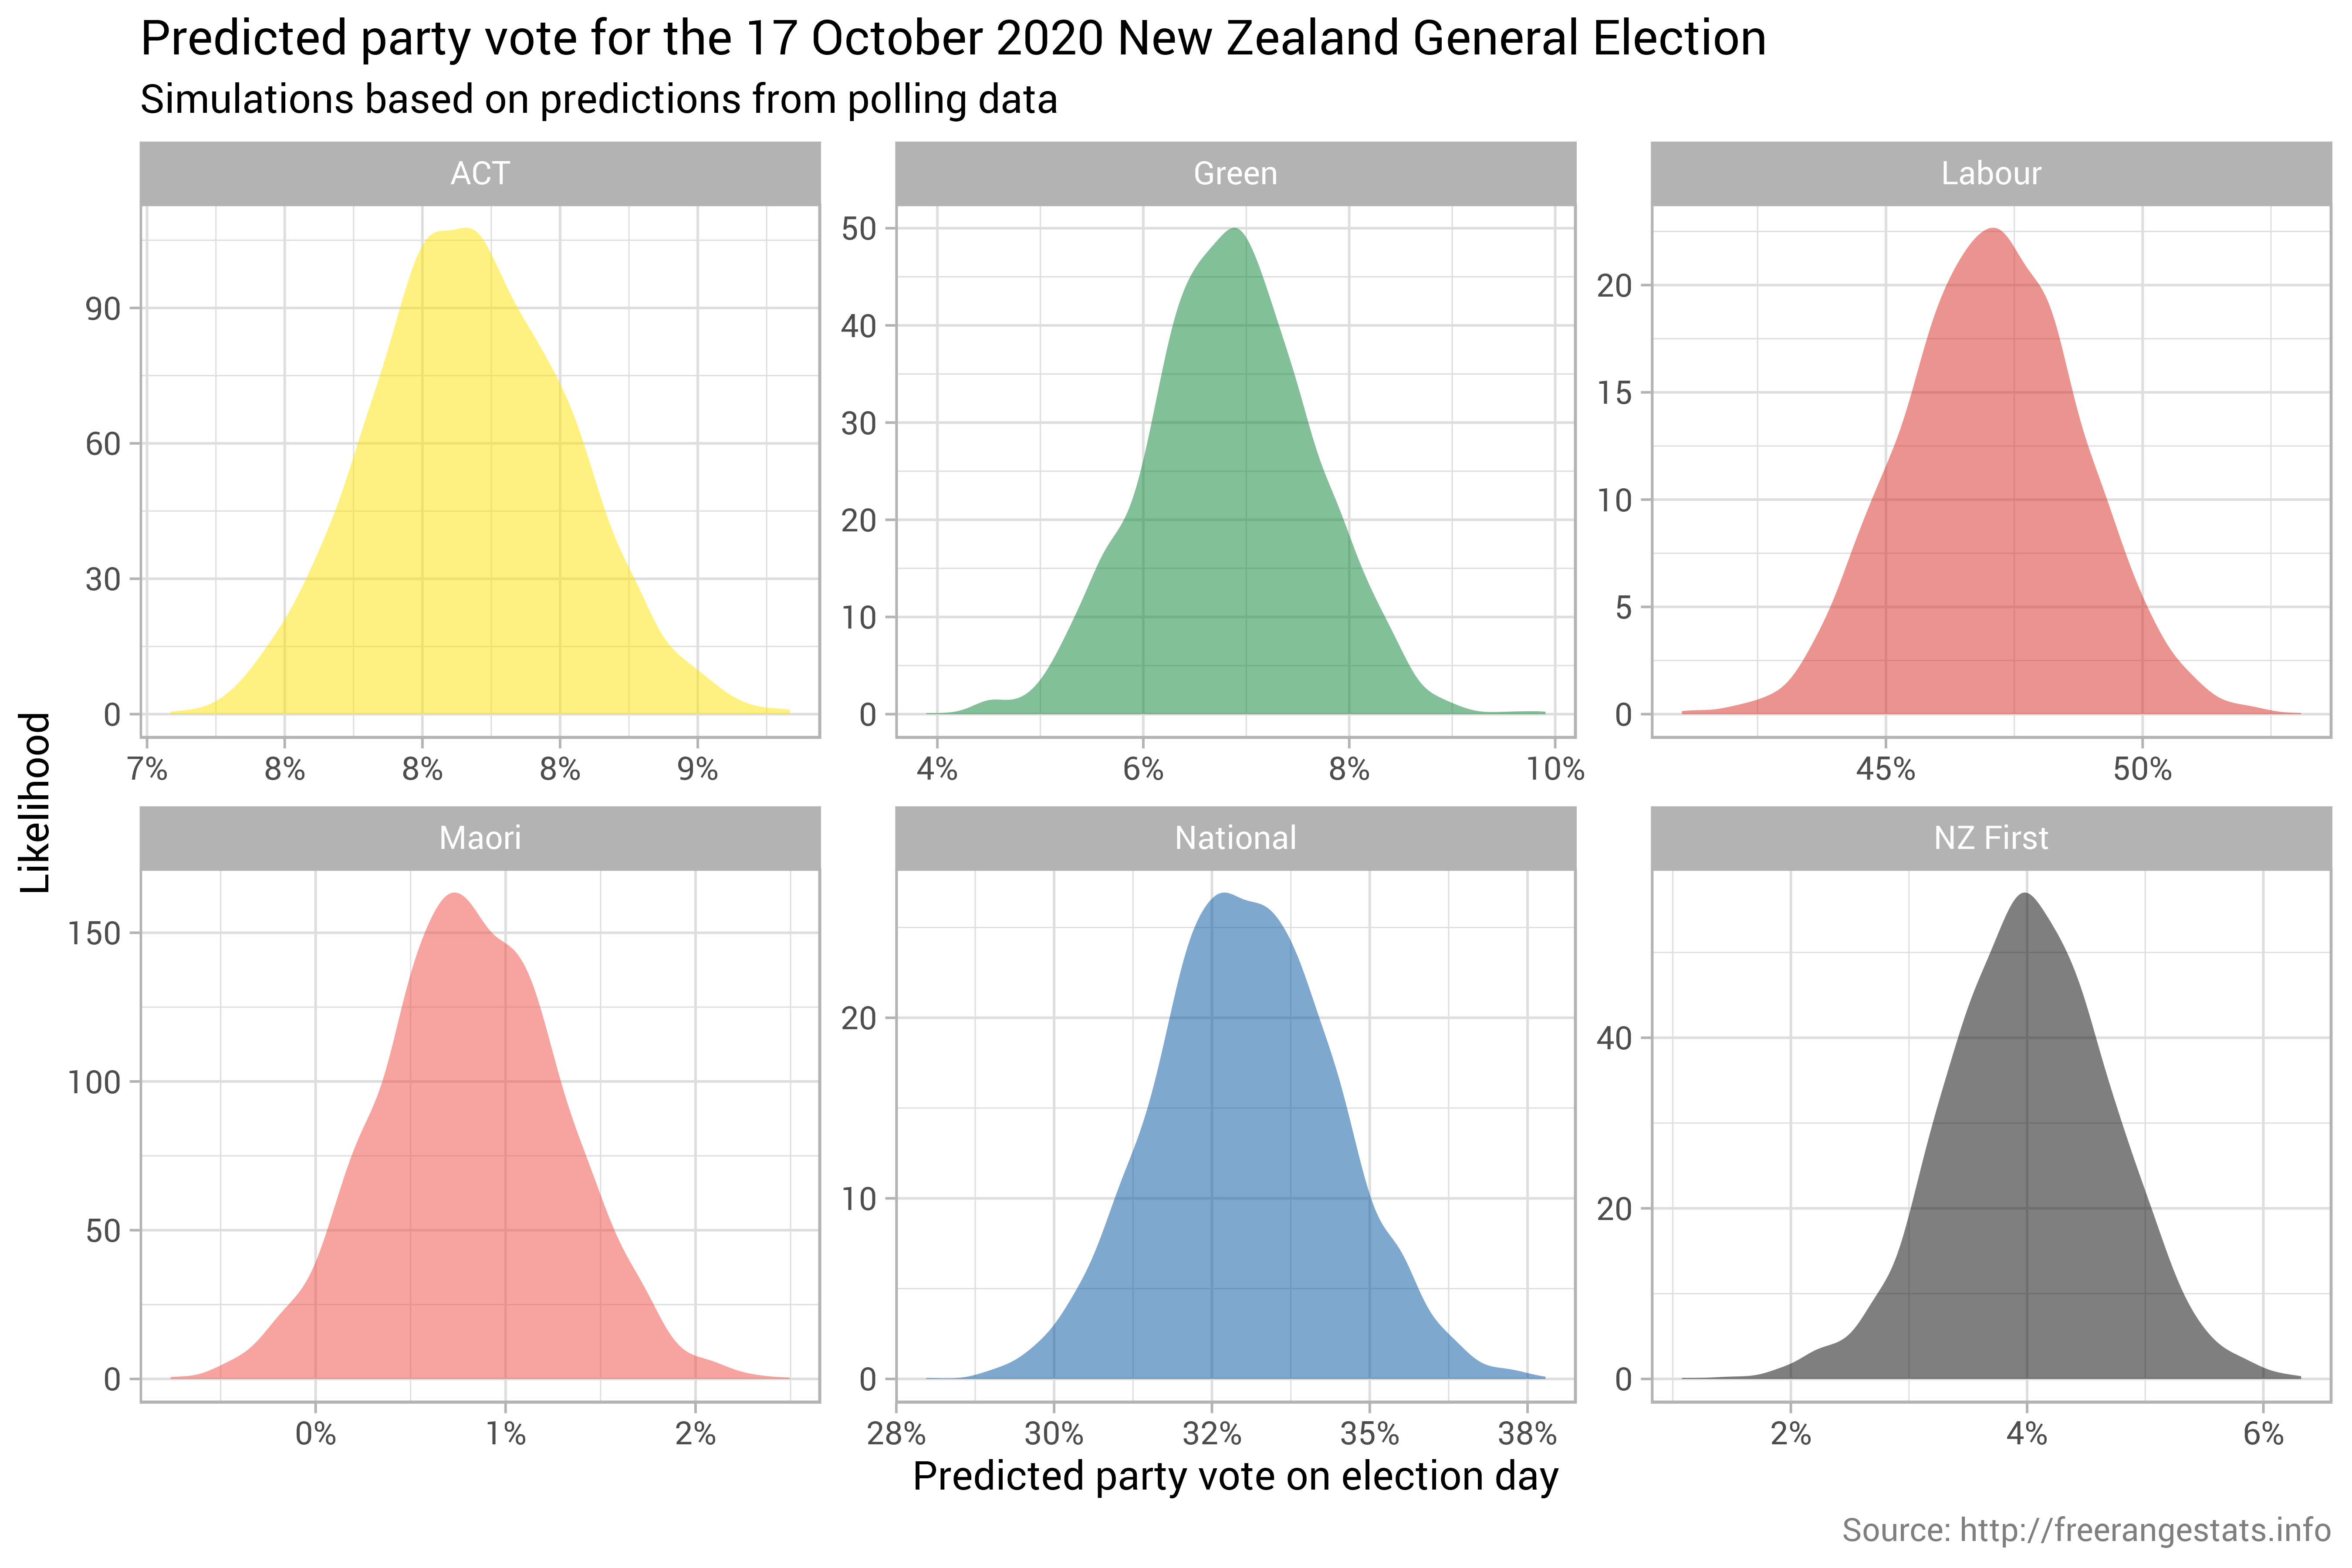 Predicted party vote for the 17 October 2020 New Zealand General Election
Simulations based on predictions from polling data
ACT
Green
Labour
90
60
30
0
7% 8% 8% 8% 9%
50
40
30
20
10
0
4% 6% 8% 10%
20
15
10
5
0
45% 50%
Likelihood
Maori
National
NZ First
150
100
50
0
0% 1% 2%
20
10
0
28% 30% 32% 35% 38%
40
20
0
2% 4% 6%
Predicted party vote on election day
Source: http://freerangestats.info